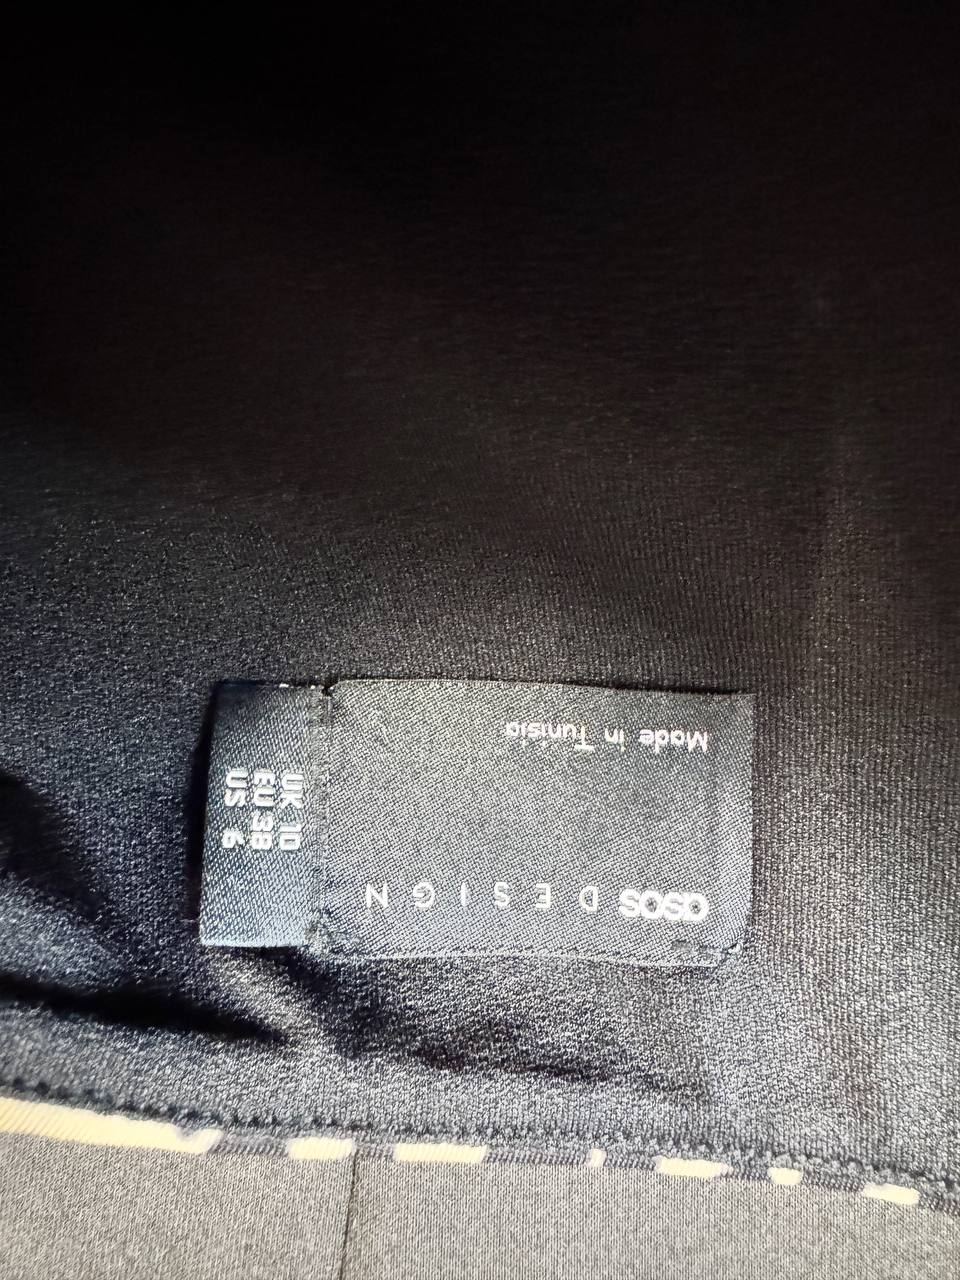 asos DESIGN
Made in Tunisia
UK 10
EU 38
US 6